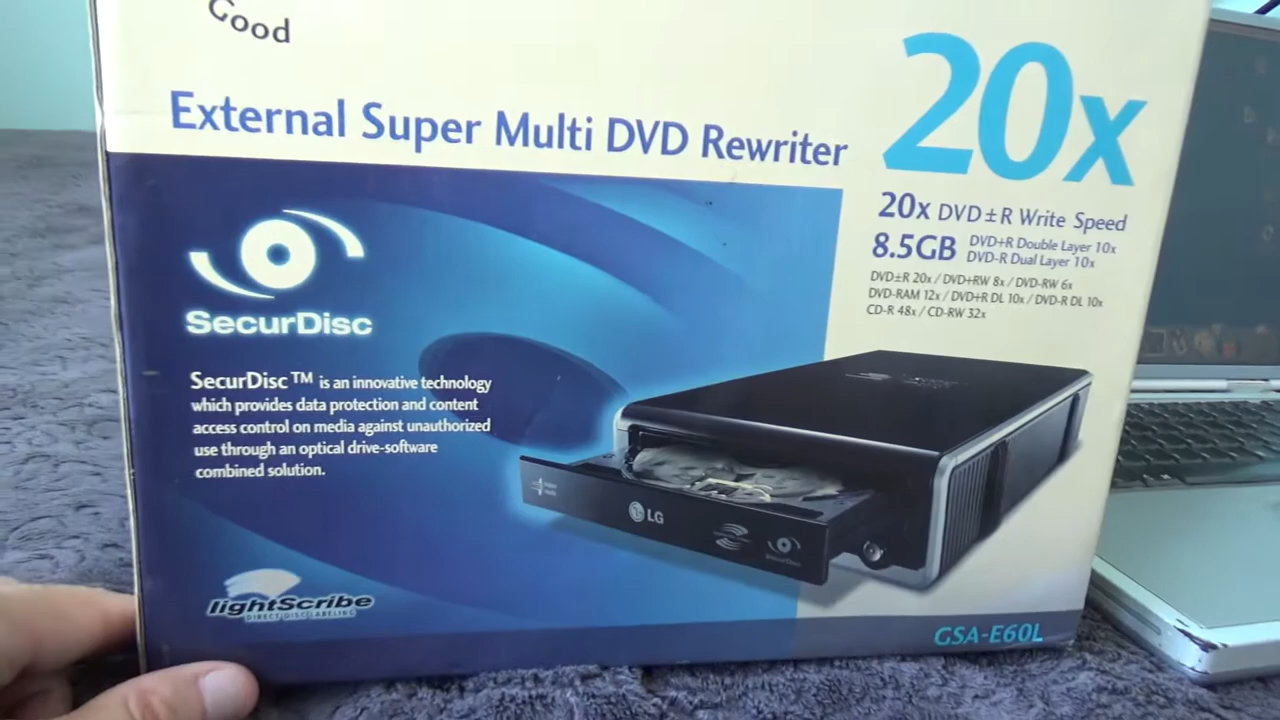 Good
External Super Multi DVD Rewriter
20x
20x DVD±R Write Speed
8.5GB DVD+R Double Layer 10x
DVD-R Dual Layer 10x
DVD±R 20x / DVD+RW 8x / DVD-RW 6x
DVD-RAM 12x / DVD+R DL 10x / DVD-R DL 10x
CD-R 48x / CD-RW 32x
SecurDisc
SecurDisc™ is an innovative technology
which provides data protection and content
access control on media against unauthorized
use through an optical drive-software
combined solution.
LG
SecurDisc
lightScribe
DIRECT DISC LABELING
GSA-E60L